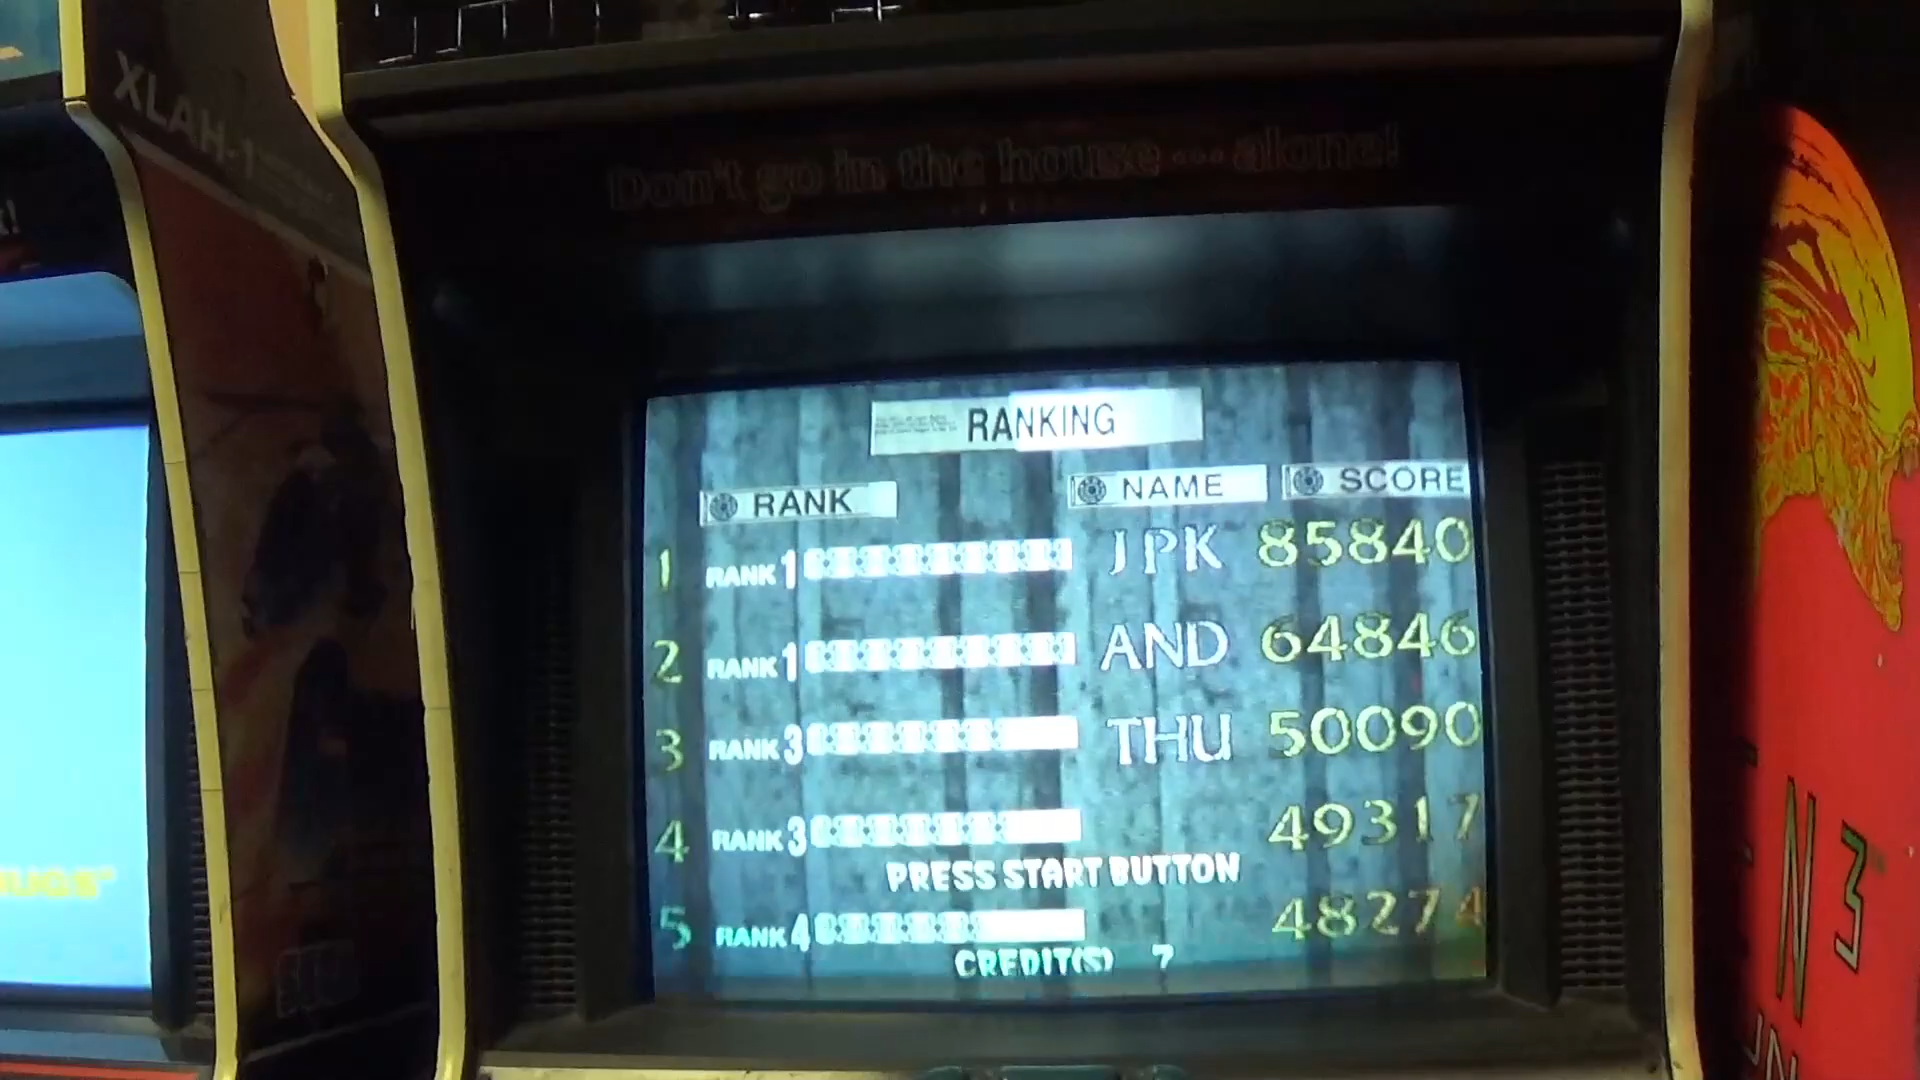 XLAH-1
Don't go in the house... alone!
RANKING
RANK NAME SCORE
1 RANK 1 JPK 85840
2 RANK 1 AND 64846
3 RANK 3 THU 50090
4 RANK 3 49317
PRESS START BUTTON
5 RANK 4 48274
CREDIT(S) 7
N 3